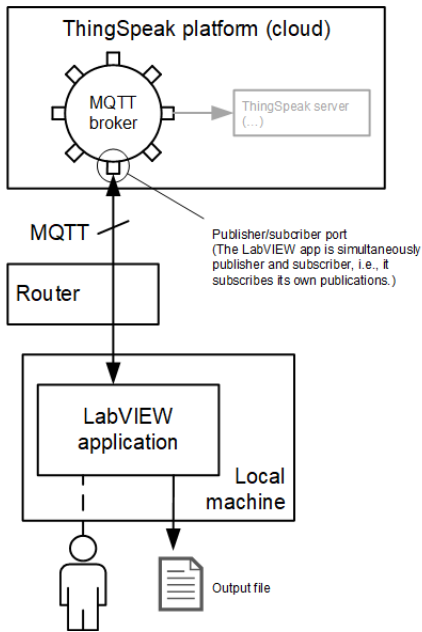 ThingSpeak platform (cloud)
MQTT
broker
ThingSpeak server
(...)
MQTT
Publisher/subcriber port
(The LabVIEW app is simultaneously
publisher and subscriber, i.e., it
subscribes its own publications.)
Router
LabVIEW
application
Local
machine
Output file